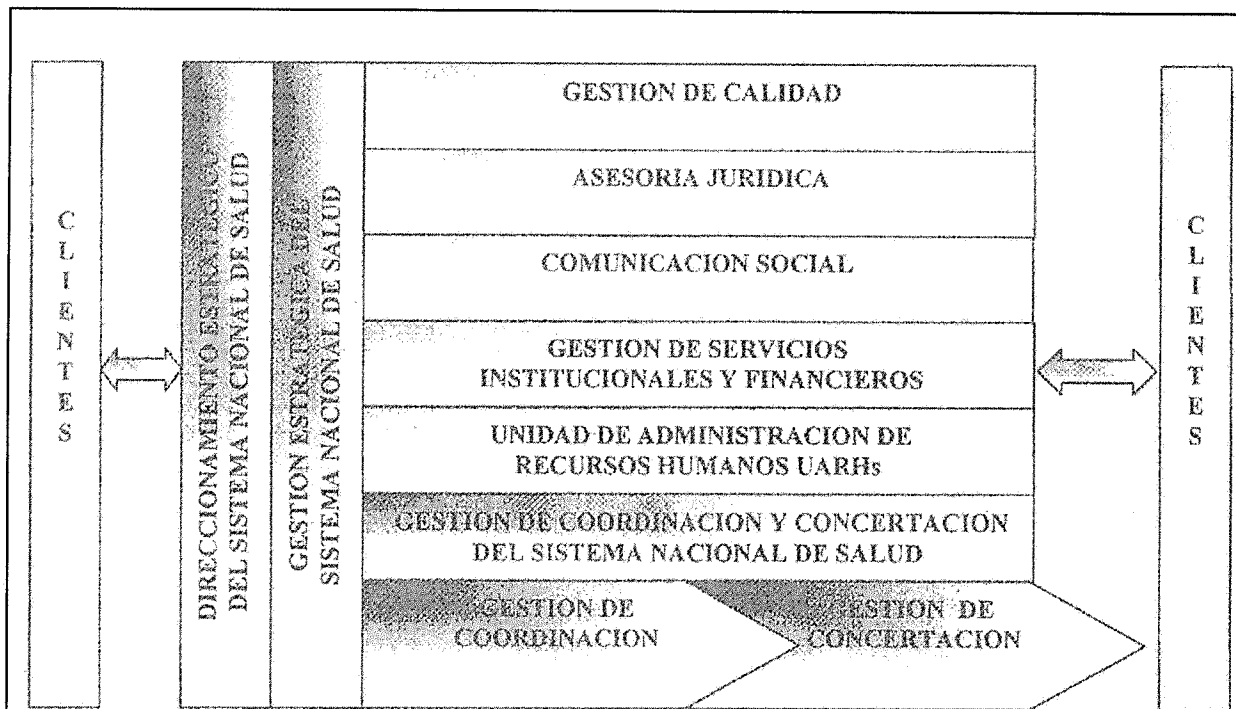 CLIENTES
DIRECCIONAMIENTO ESTRATEGICO
DEL SISTEMA NACIONAL DE SALUD
GESTION ESTRATEGICA DEL
SISTEMA NACIONAL DE SALUD
GESTION DE CALIDAD
ASESORIA JURIDICA
COMUNICACION SOCIAL
GESTION DE SERVICIOS
INSTITUCIONALES Y FINANCIEROS
UNIDAD DE ADMINISTRACION DE
RECURSOS HUMANOS UARHs
GESTION DE COORDINACION Y CONCERTACION
DEL SISTEMA NACIONAL DE SALUD
GESTION DE
COORDINACION
GESTION DE
CONCERTACION
CLIENTES